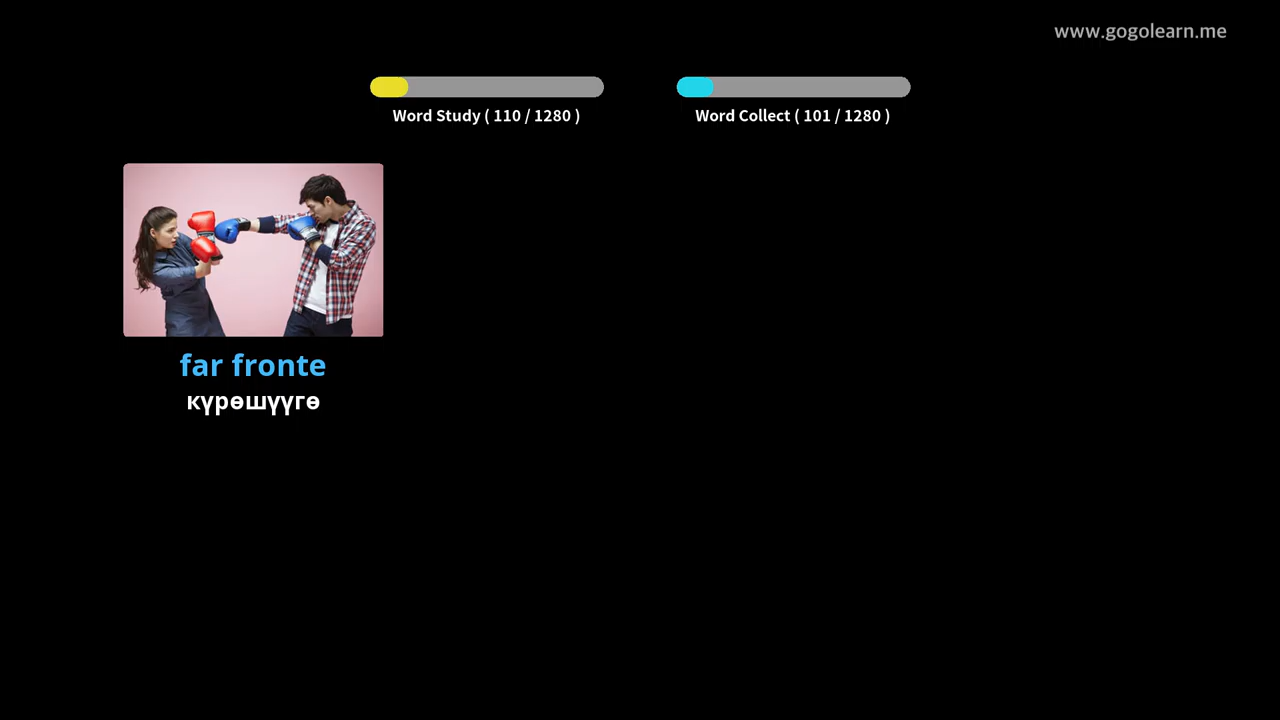 www.gogolearn.me
Word Study ( 110 / 1280 )
Word Collect ( 101 / 1280 )
far fronte
күрөшүүгө